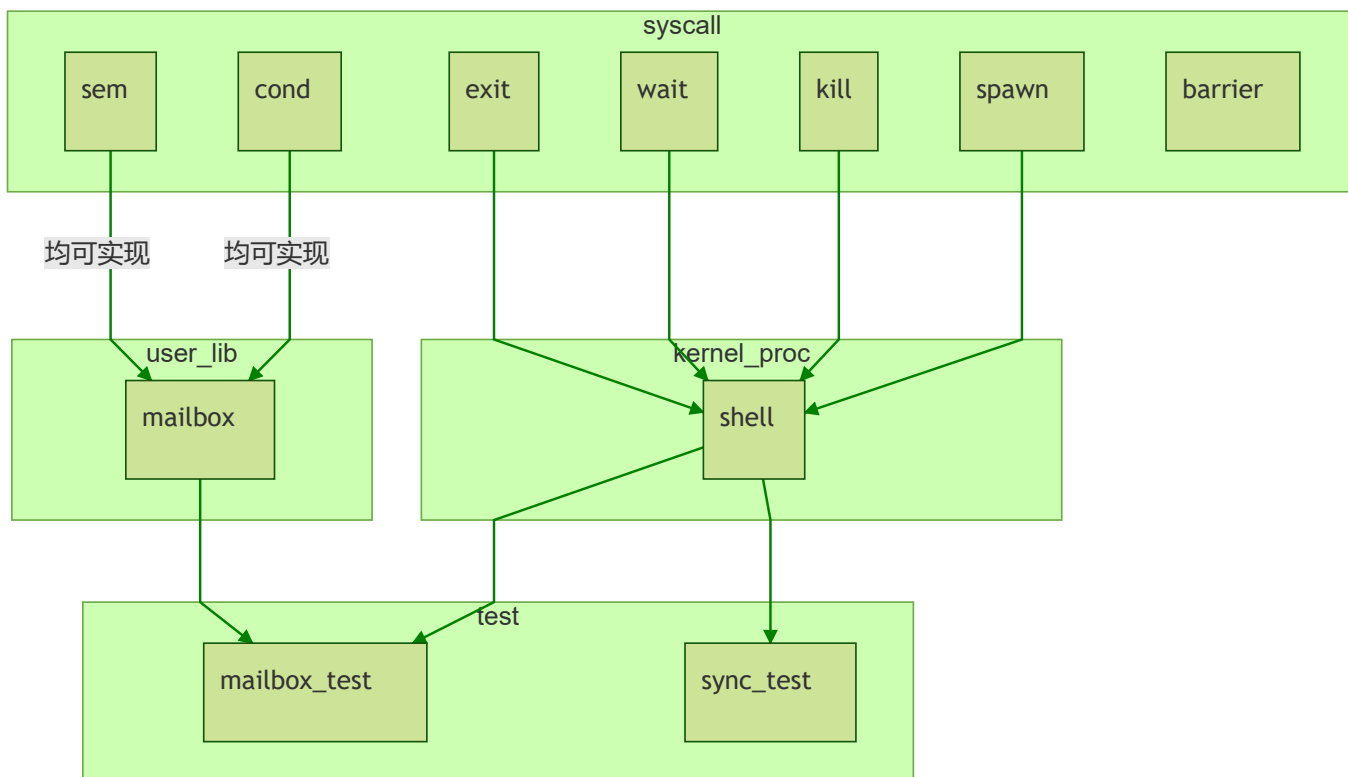 syscall
sem
cond
exit
wait
kill
spawn
barrier
均可实现
均可实现
user_lib
kernel_proc
mailbox
shell
test
mailbox_test
sync_test